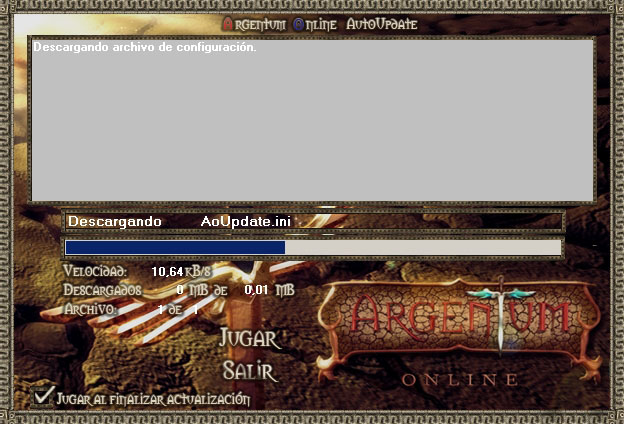 Argentum Online AutoUpdate
Descargando archivo de configuración.
Descargando AoUpdate.ini
Velocidad: 10,64 kB/s
Descargados 0 MB de 0,01 MB
Archivo: 1 de 1
Argentum
Online
Jugar
Salir
Jugar al finalizar actualización